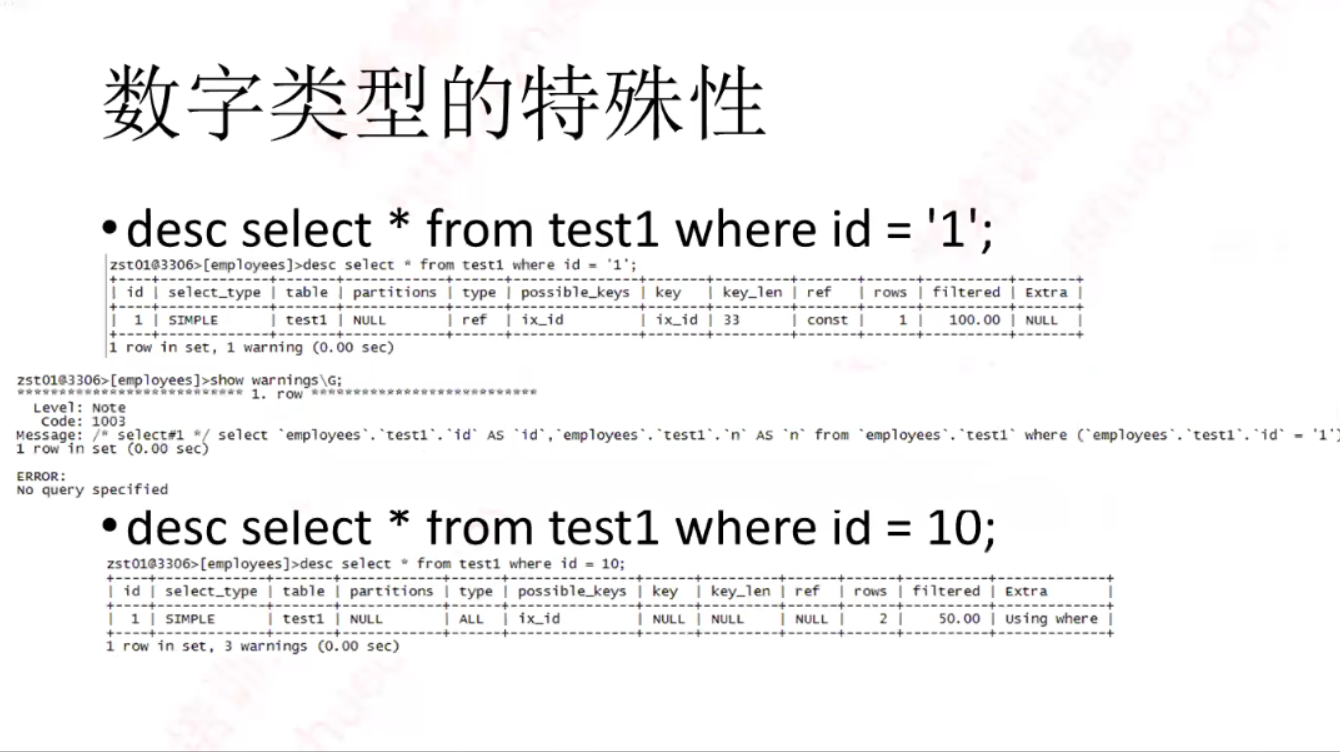 数字类型的特殊性
•desc select * from test1 where id = '1';
zst01@3306>[employees]>desc select * from test1 where id = '1';
+----+-------------+-------+------------+------+---------------+-------+---------+-------+------+----------+-------+
| id | select_type | table | partitions | type | possible_keys | key | key_len | ref | rows | filtered | Extra |
+----+-------------+-------+------------+------+---------------+-------+---------+-------+------+----------+-------+
| 1 | SIMPLE | test1 | NULL | ref | ix_id | ix_id | 33 | const | 1 | 100.00 | NULL |
+----+-------------+-------+------------+------+---------------+-------+---------+-------+------+----------+-------+
1 row in set, 1 warning (0.00 sec)
zst01@3306>[employees]>show warnings\G;
*************************** 1. row ***************************
Level: Note
Code: 1003
Message: /* select#1 */ select `employees`.`test1`.`id` AS `id`,`employees`.`test1`.`n` AS `n` from `employees`.`test1` where (`employees`.`test1`.`id` = '1')
1 row in set (0.00 sec)
ERROR:
No query specified
•desc select * from test1 where id = 10;
zst01@3306>[employees]>desc select * from test1 where id = 10;
+----+-------------+-------+------------+------+---------------+------+---------+------+------+----------+-------------+
| id | select_type | table | partitions | type | possible_keys | key | key_len | ref | rows | filtered | Extra |
+----+-------------+-------+------------+------+---------------+------+---------+------+------+----------+-------------+
| 1 | SIMPLE | test1 | NULL | ALL | ix_id | NULL | NULL | NULL | 2 | 50.00 | Using where |
+----+-------------+-------+------------+------+---------------+------+---------+------+------+----------+-------------+
1 row in set, 3 warnings (0.00 sec)